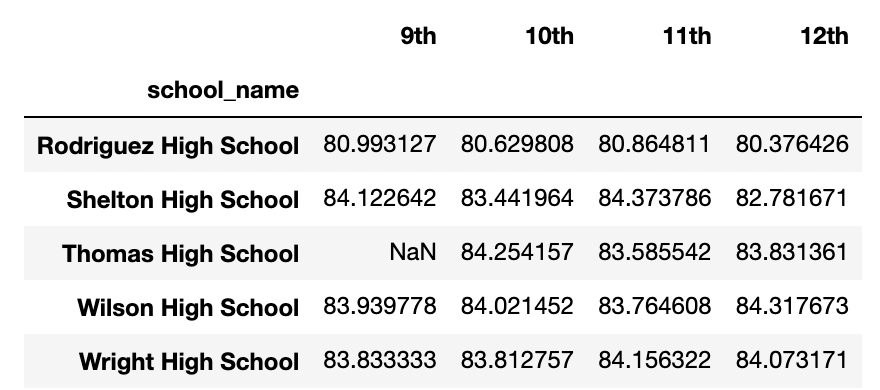 9th 10th 11th 12th
school_name
Rodriguez High School 80.993127 80.629808 80.864811 80.376426
Shelton High School 84.122642 83.441964 84.373786 82.781671
Thomas High School NaN 84.254157 83.585542 83.831361
Wilson High School 83.939778 84.021452 83.764608 84.317673
Wright High School 83.833333 83.812757 84.156322 84.073171